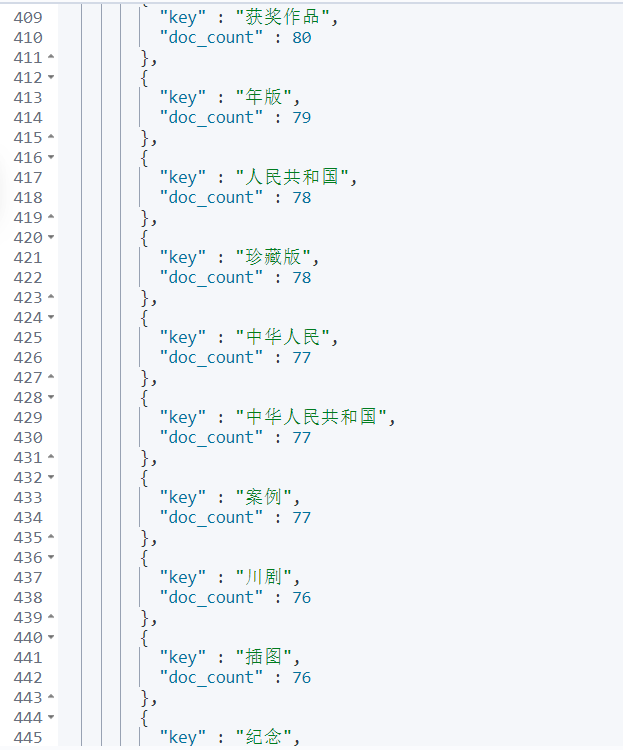 409 {
"key" : "获奖作品",
410 "doc_count" : 80
411 },
412 {
413 "key" : "年版",
414 "doc_count" : 79
415 },
416 {
417 "key" : "人民共和国",
418 "doc_count" : 78
419 },
420 {
421 "key" : "珍藏版",
422 "doc_count" : 78
423 },
424 {
425 "key" : "中华人民",
426 "doc_count" : 77
427 },
428 {
429 "key" : "中华人民共和国",
430 "doc_count" : 77
431 },
432 {
433 "key" : "案例",
434 "doc_count" : 77
435 },
436 {
437 "key" : "川剧",
438 "doc_count" : 76
439 },
440 {
441 "key" : "插图",
442 "doc_count" : 76
443 },
444 {
445 "key" : "纪念",